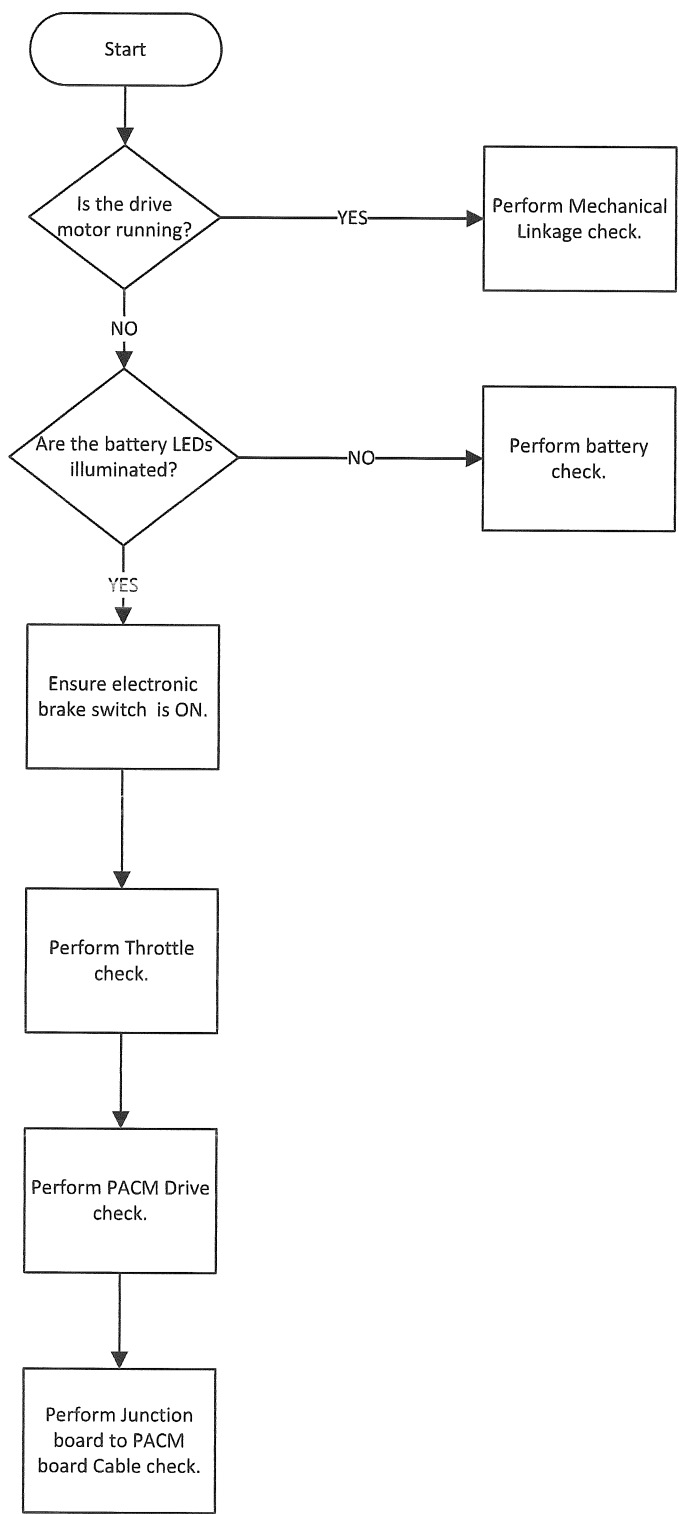 Start
Is the drive
motor running?
YES
Perform Mechanical
Linkage check.
NO
Are the battery LEDs
illuminated?
NO
Perform battery
check.
YES
Ensure electronic
brake switch  is ON.
Perform Throttle
check.
Perform PACM Drive
check.
Perform Junction
board to PACM
board Cable check.